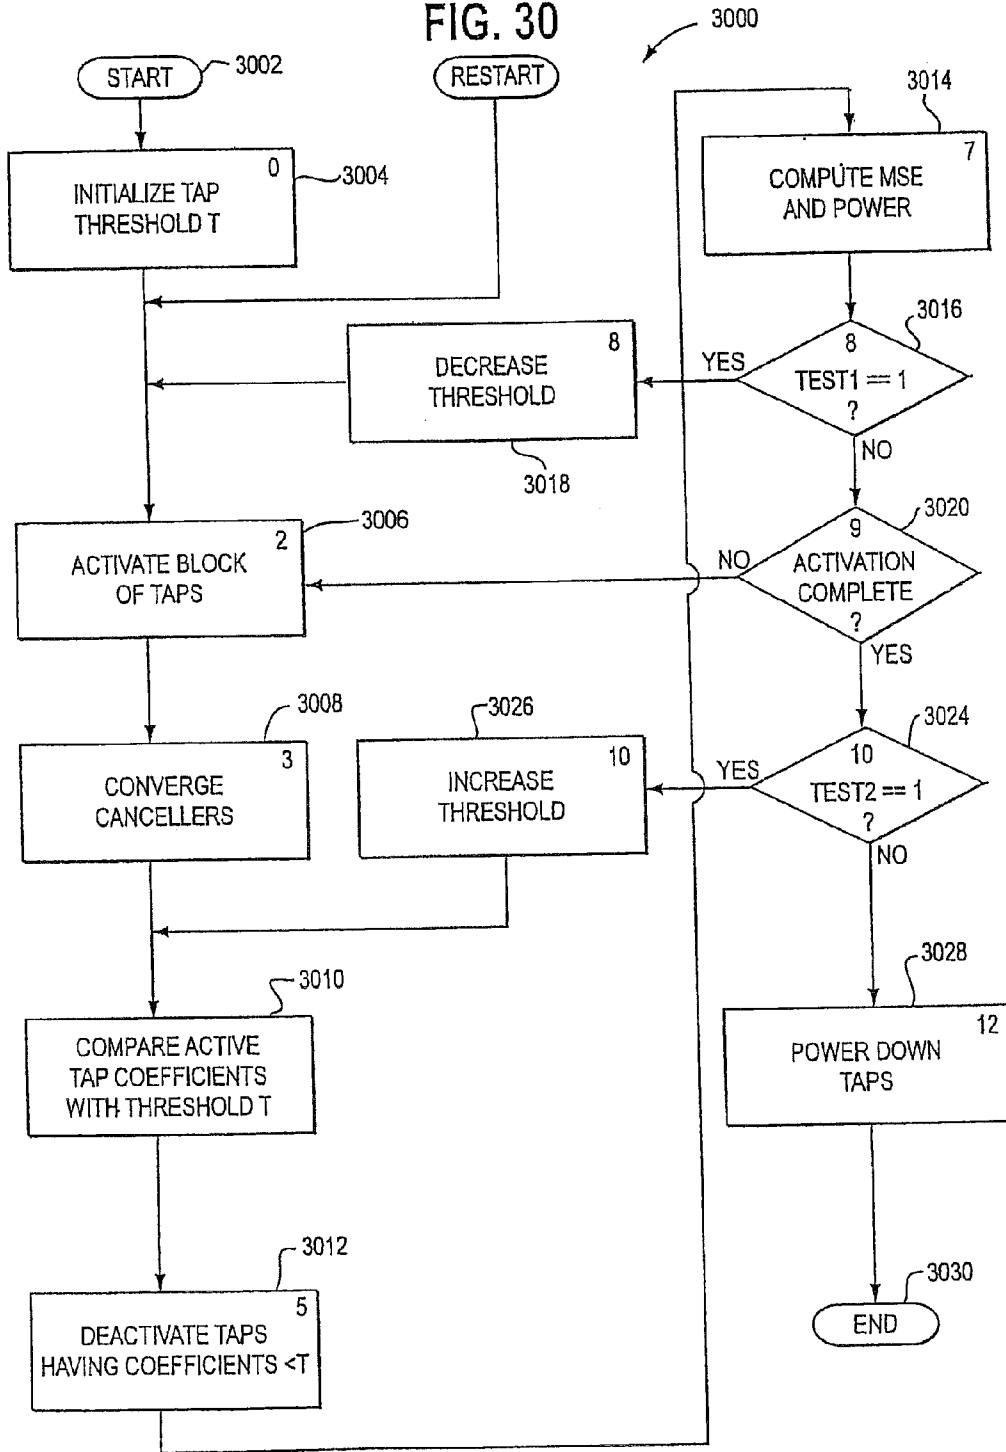 FIG. 30
3000
START
3002
RESTART
3014
0
INITIALIZE TAP
THRESHOLD T
3004
7
COMPUTE MSE
AND POWER
3016
8
TEST1 == 1
?
YES
NO
8
DECREASE
THRESHOLD
3018
3006
2
ACTIVATE BLOCK
OF TAPS
3020
9
ACTIVATION
COMPLETE
?
NO
YES
3008
3
CONVERGE
CANCELLERS
3026
10
INCREASE
THRESHOLD
3024
10
TEST2 == 1
?
YES
NO
3010
COMPARE ACTIVE
TAP COEFFICIENTS
WITH THRESHOLD T
3028
12
POWER DOWN
TAPS
3012
5
DEACTIVATE TAPS
HAVING COEFFICIENTS <T
3030
END